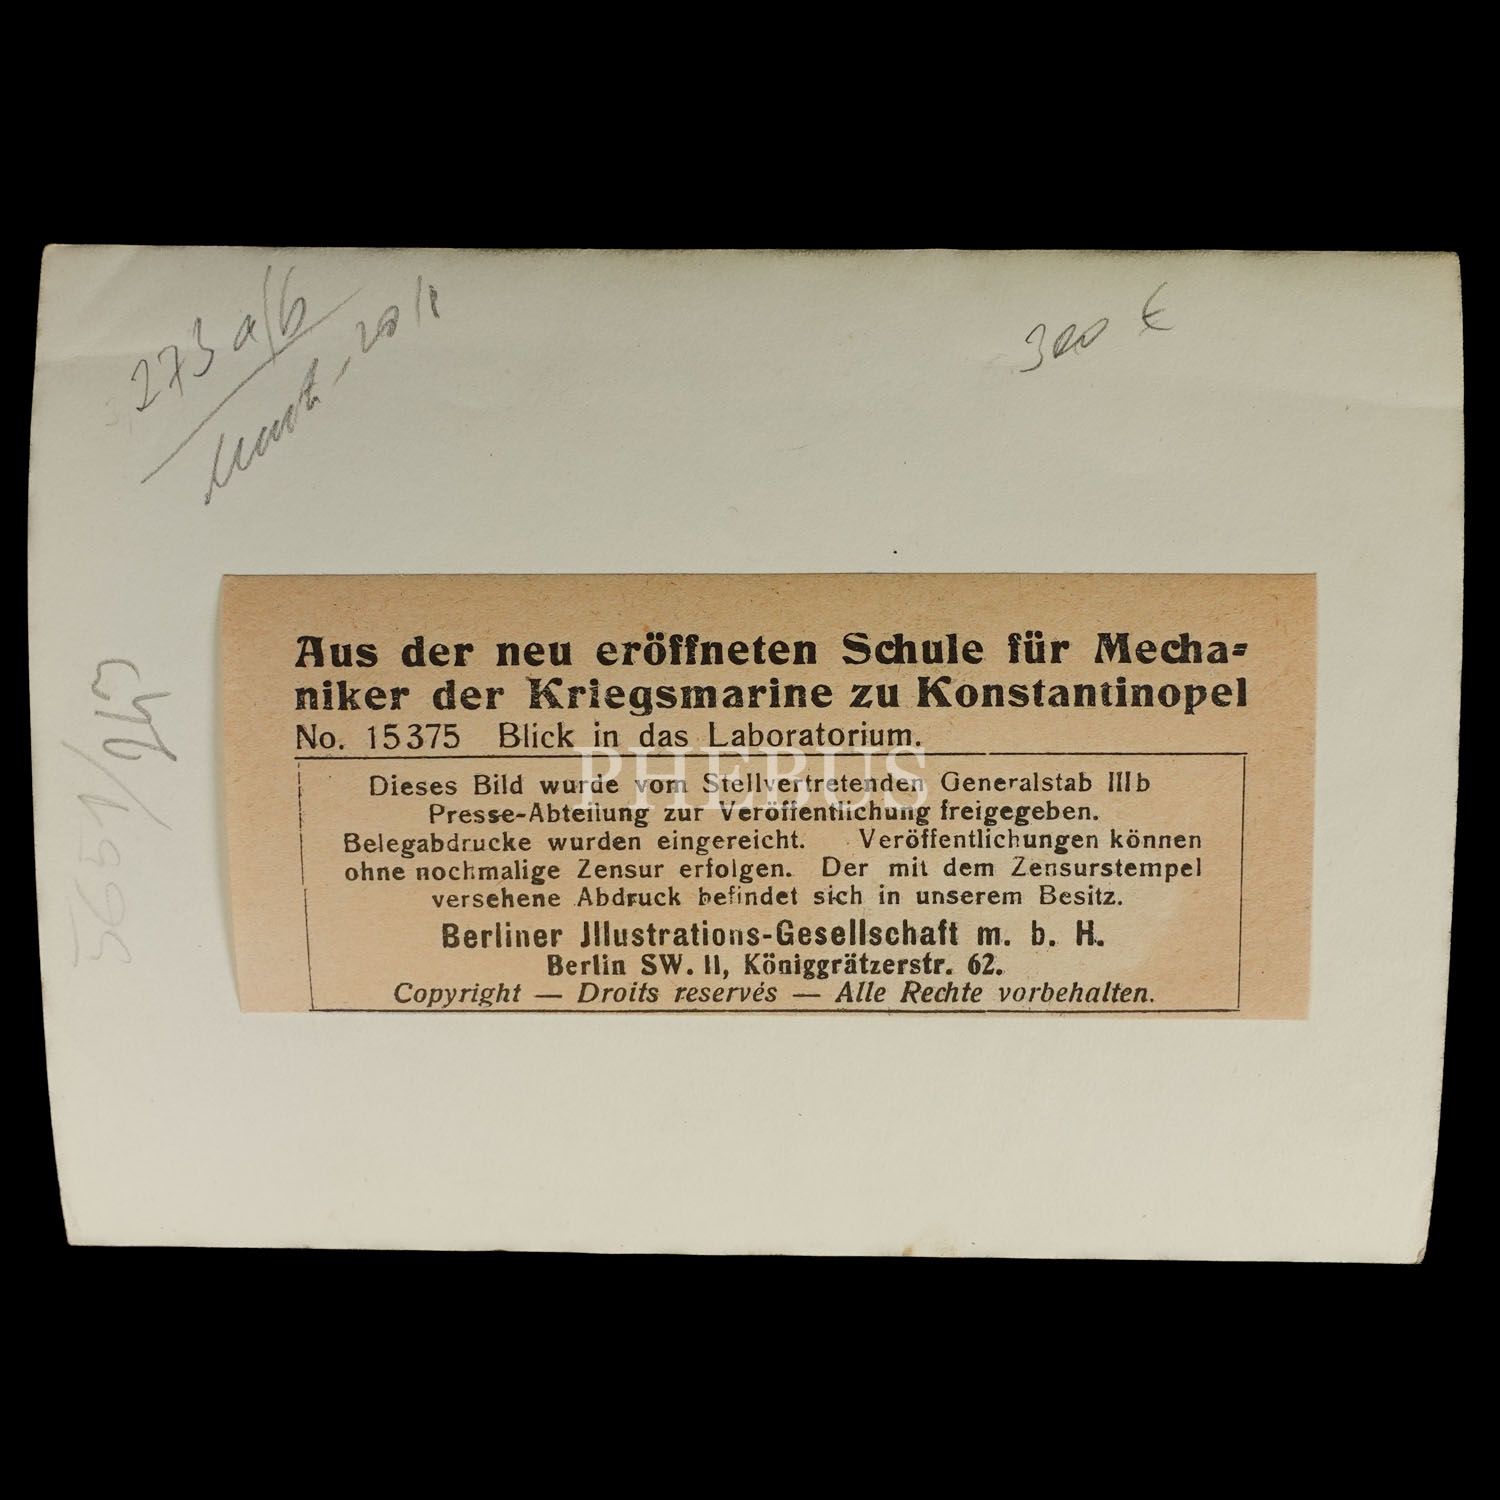 273 a/b
300 €
Aus der neu eröffneten Schule für Mecha=
niker der Kriegsmarine zu Konstantinopel
No. 15375 Blick in das Laboratorium.
PHEBUS
Dieses Bild wurde vom Stellvertretenden Generalstab IIIb
Presse-Abteilung zur Veröffentlichung freigegeben.
Belegabdrucke wurden eingereicht. Veröffentlichungen können
ohne nochmalige Zensur erfolgen. Der mit dem Zensurstempel
versehene Abdruck befindet sich in unserem Besitz.
Berliner Jllustrations-Gesellschaft m. b. H.
Berlin SW. 11, Königgrätzerstr. 62.
Copyright — Droits reservés — Alle Rechte vorbehalten.